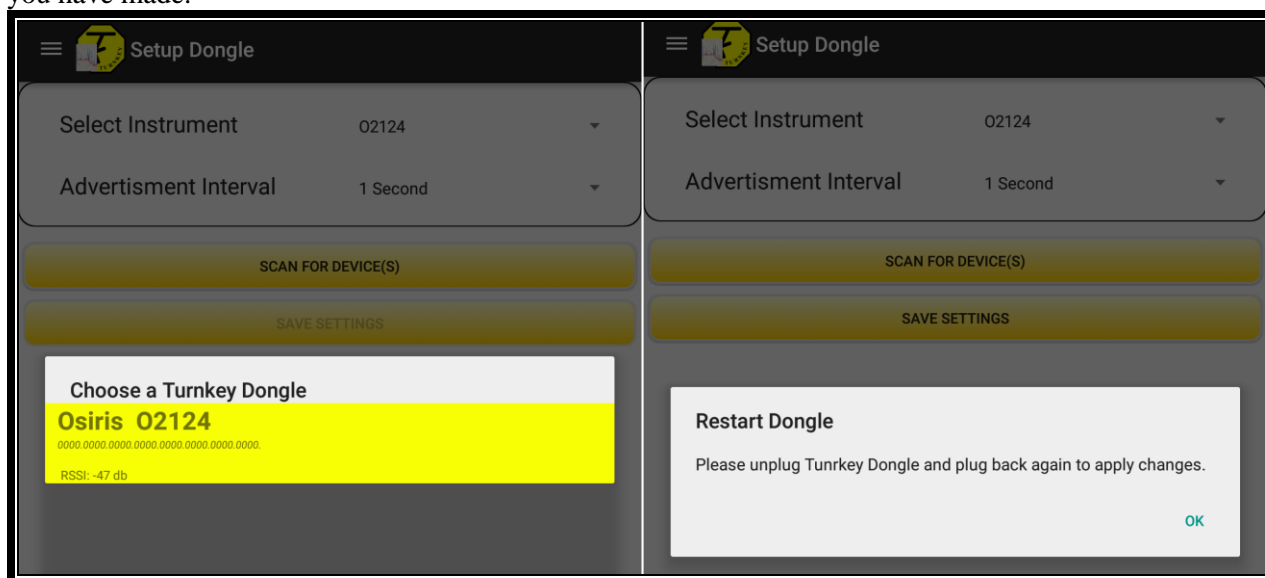 you have made.
Setup Dongle
Select Instrument O2124
Advertisment Interval 1 Second
SCAN FOR DEVICE(S)
SAVE SETTINGS
Choose a Turnkey Dongle
Osiris O2124
0000.0000.0000.0000.0000.0000.0000.0000.
RSSI: -47 db
Setup Dongle
Select Instrument O2124
Advertisment Interval 1 Second
SCAN FOR DEVICE(S)
SAVE SETTINGS
Restart Dongle
Please unplug Tunrkey Dongle and plug back again to apply changes.
OK